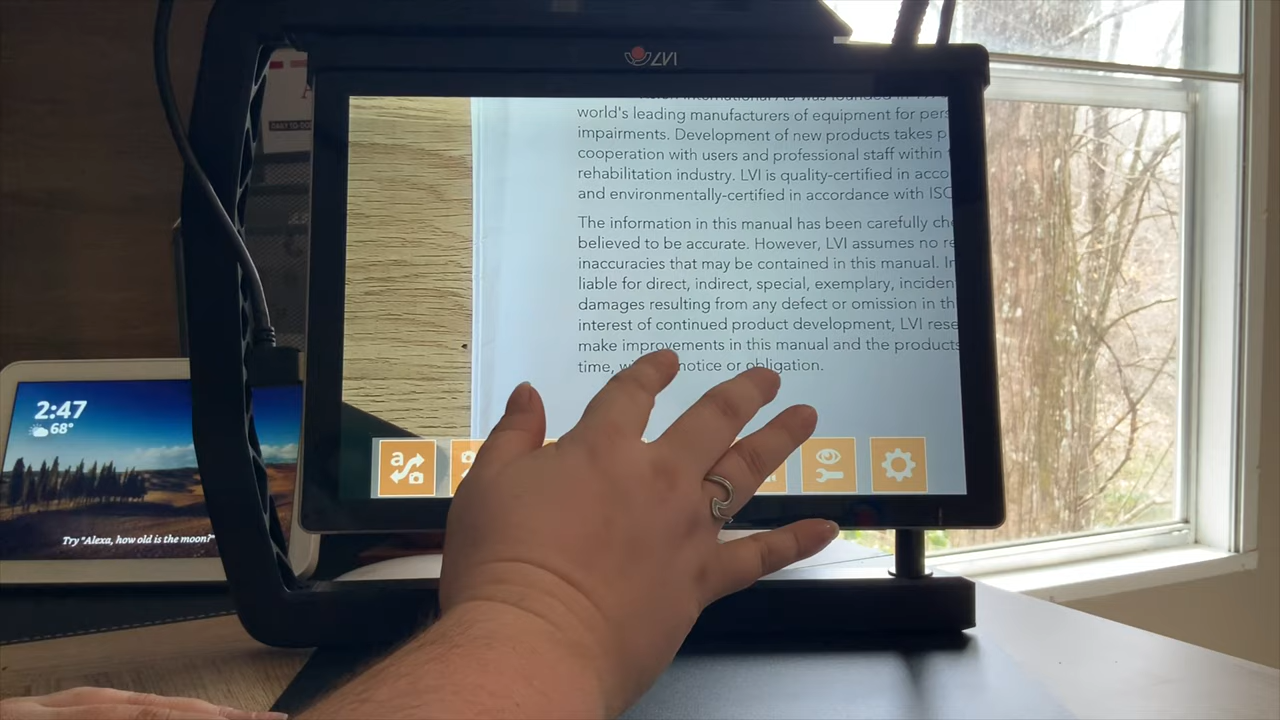 LVI
world's leading manufacturers of equipment for pers
impairments. Development of new products takes p
cooperation with users and professional staff within
rehabilitation industry. LVI is quality-certified in acco
and environmentally-certified in accordance with ISO
The information in this manual has been carefully che
believed to be accurate. However, LVI assumes no re
inaccuracies that may be contained in this manual. In
liable for direct, indirect, special, exemplary, inciden
damages resulting from any defect or omission in th
interest of continued product development, LVI rese
make improvements in this manual and the products
time, notice or obligation.
a
2:47
68°
Try "Alexa, how old is the moon?"